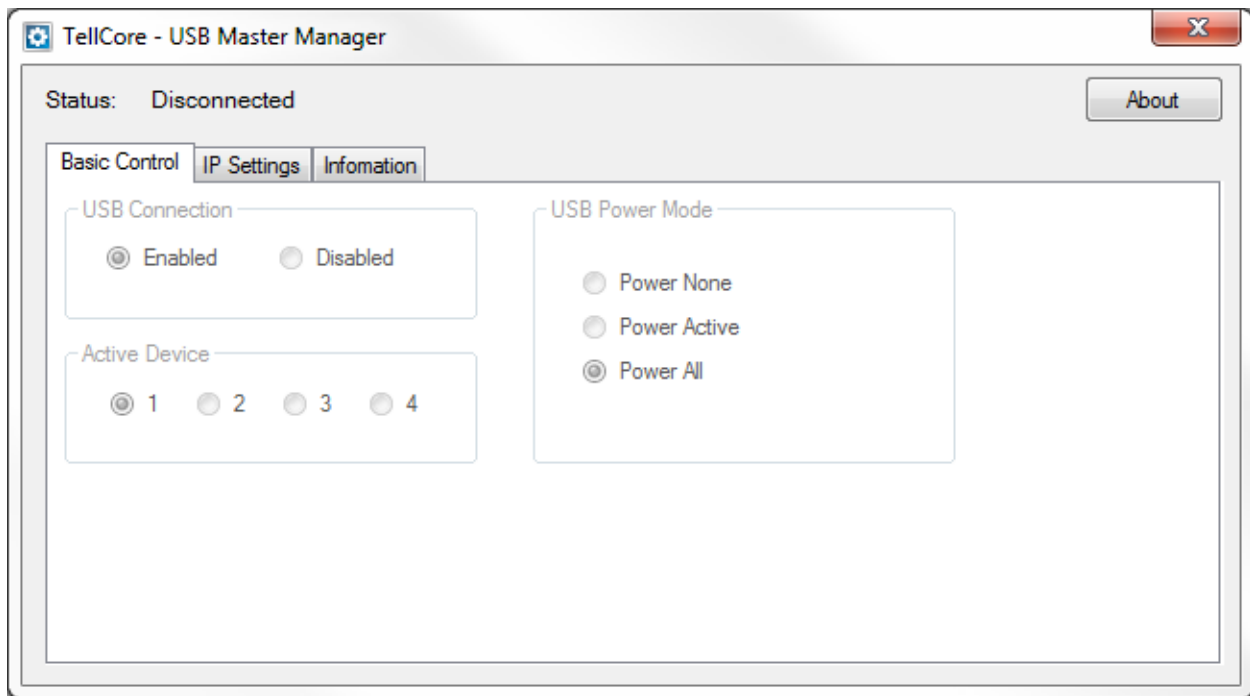 TellCore - USB Master Manager
Status: Disconnected
About
Basic Control
IP Settings
Infomation
USB Connection
Enabled
Disabled
Active Device
1
2
3
4
USB Power Mode
Power None
Power Active
Power All